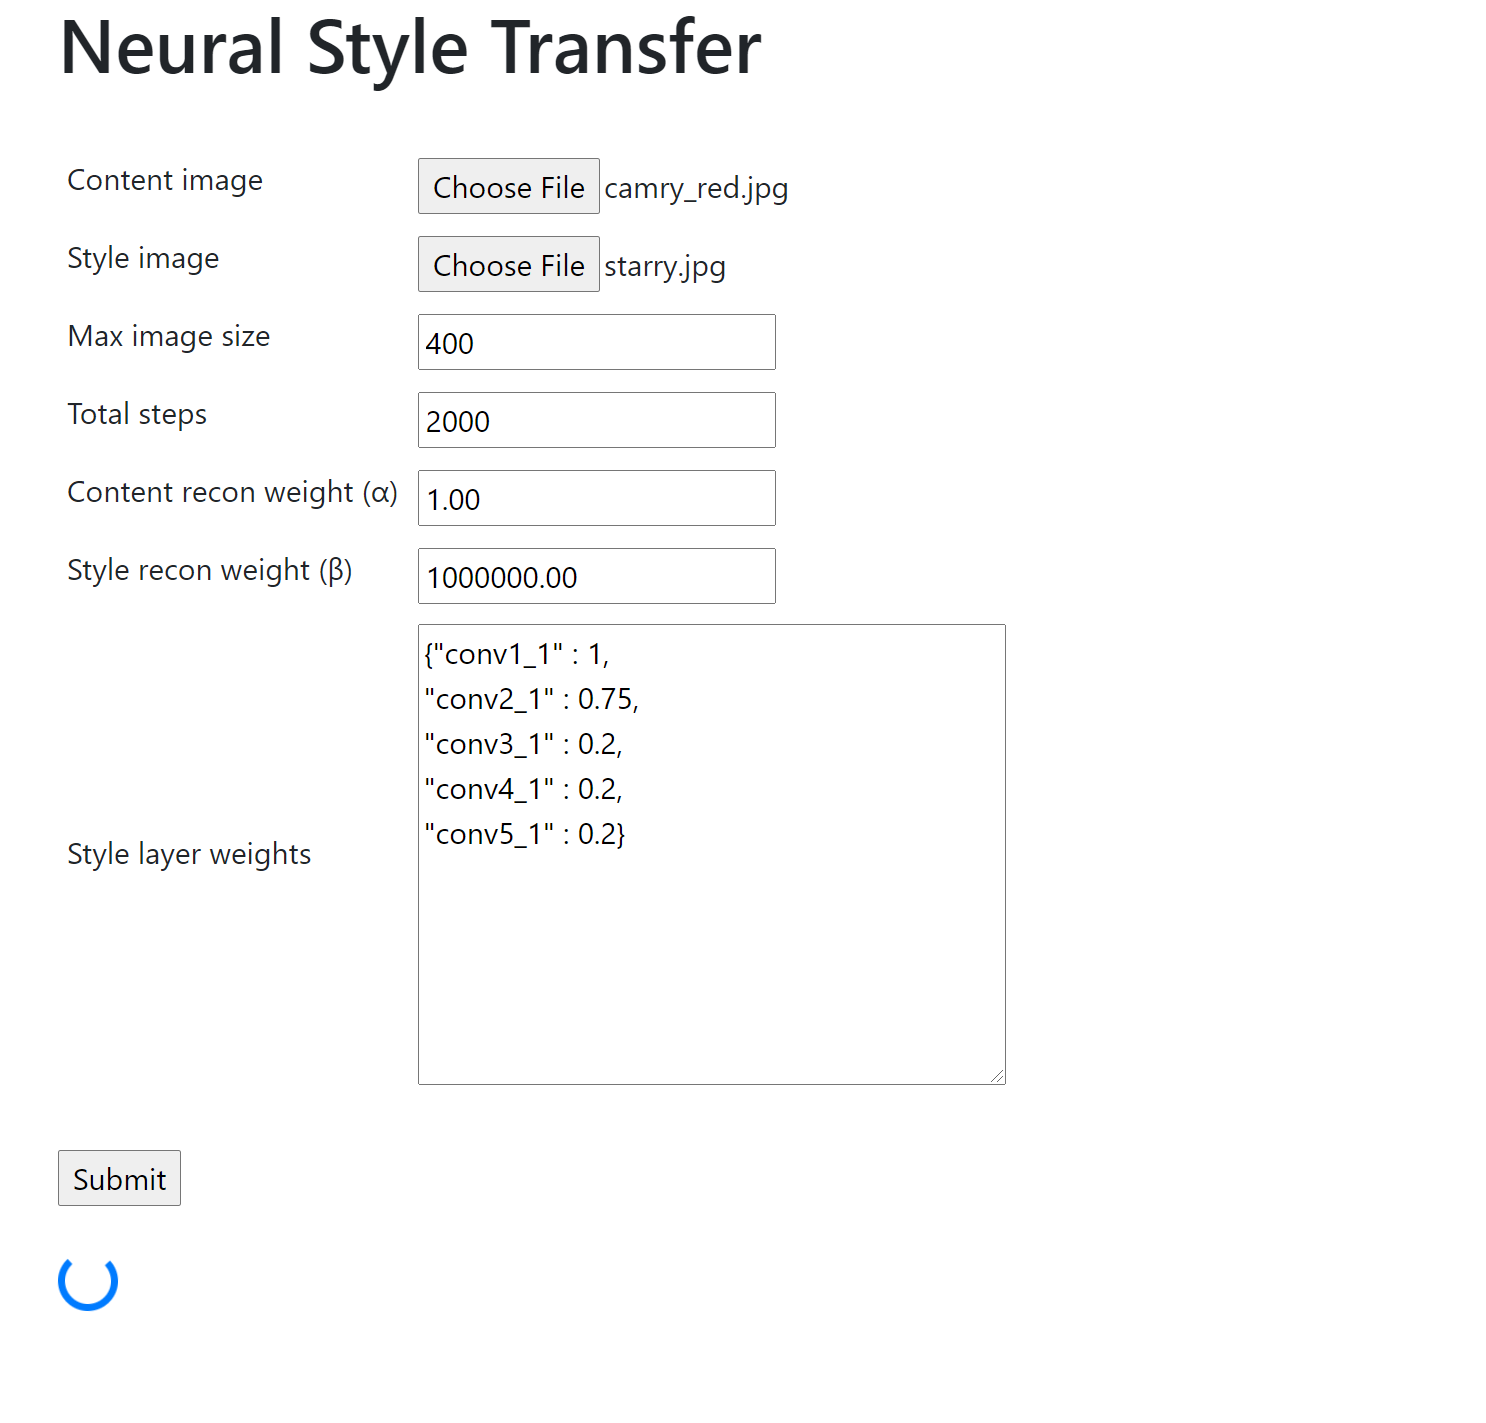 Neural Style Transfer
Content image Choose File camry_red.jpg
Style image Choose File starry.jpg
Max image size 400
Total steps 2000
Content recon weight (α) 1.00
Style recon weight (β) 1000000.00
Style layer weights
{"conv1_1" : 1,
"conv2_1" : 0.75,
"conv3_1" : 0.2,
"conv4_1" : 0.2,
"conv5_1" : 0.2}
Submit